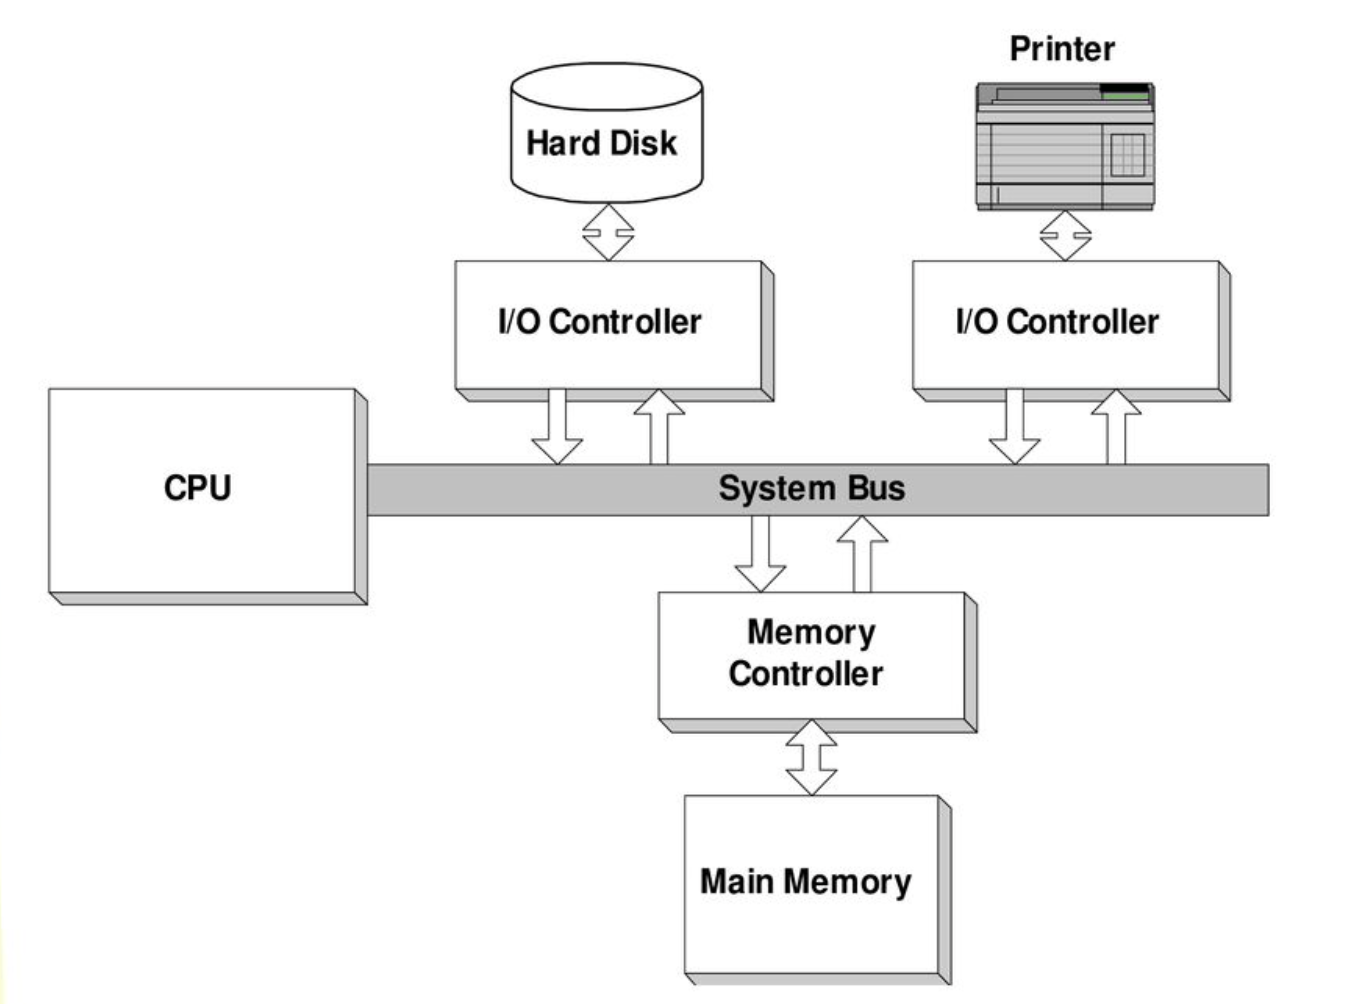 Printer
Hard Disk
I/O Controller
I/O Controller
CPU
System Bus
Memory
Controller
Main Memory